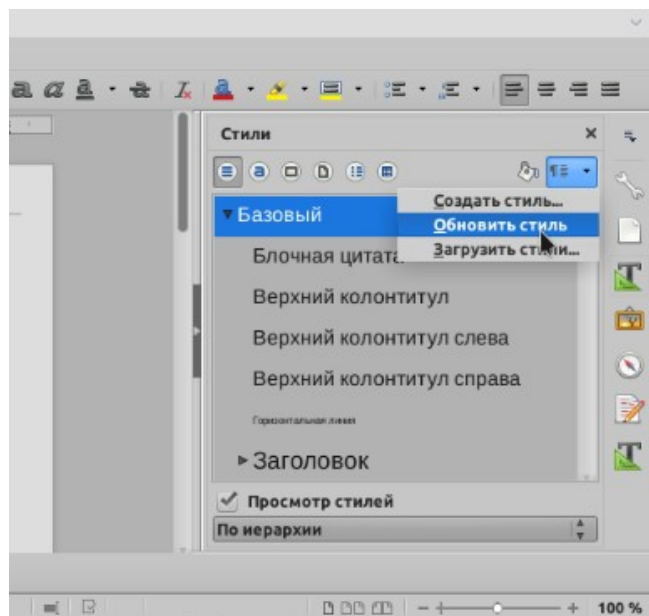 Стили
Создать стиль...
Базовый
Обновить стиль
Блочная цитата
Загрузить стили...
Верхний колонтитул
Верхний колонтитул слева
Верхний колонтитул справа
Горизонтальная линия
Заголовок
Просмотр стилей
По иерархии
100 %